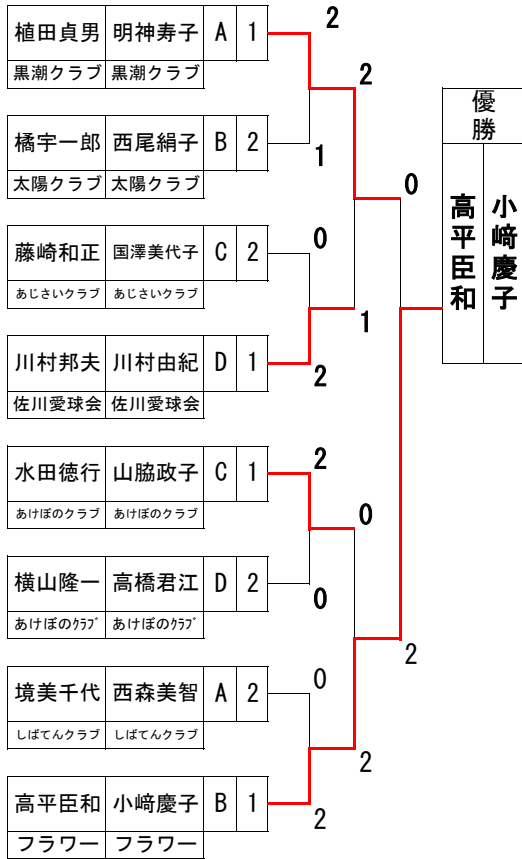 植田貞男 明神寿子 A 1
黒潮クラブ 黒潮クラブ
2
2
橘宇一郎 西尾絹子 B 2
太陽クラブ 太陽クラブ
1
0
藤崎和正 国澤美代子 C 2
あじさいクラブ あじさいクラブ
0
1
川村邦夫 川村由紀 D 1
佐川愛球会 佐川愛球会
2
水田徳行 山脇政子 C 1
あけぼのクラブ あけぼのクラブ
2
0
横山隆一 高橋君江 D 2
あけぼのｸﾗﾌﾞ あけぼのｸﾗﾌﾞ
0
2
境美千代 西森美智 A 2
しばてんクラブ しばてんクラブ
0
2
高平臣和 小﨑慶子 B 1
フラワー フラワー
2
優勝
高平臣和
小﨑慶子